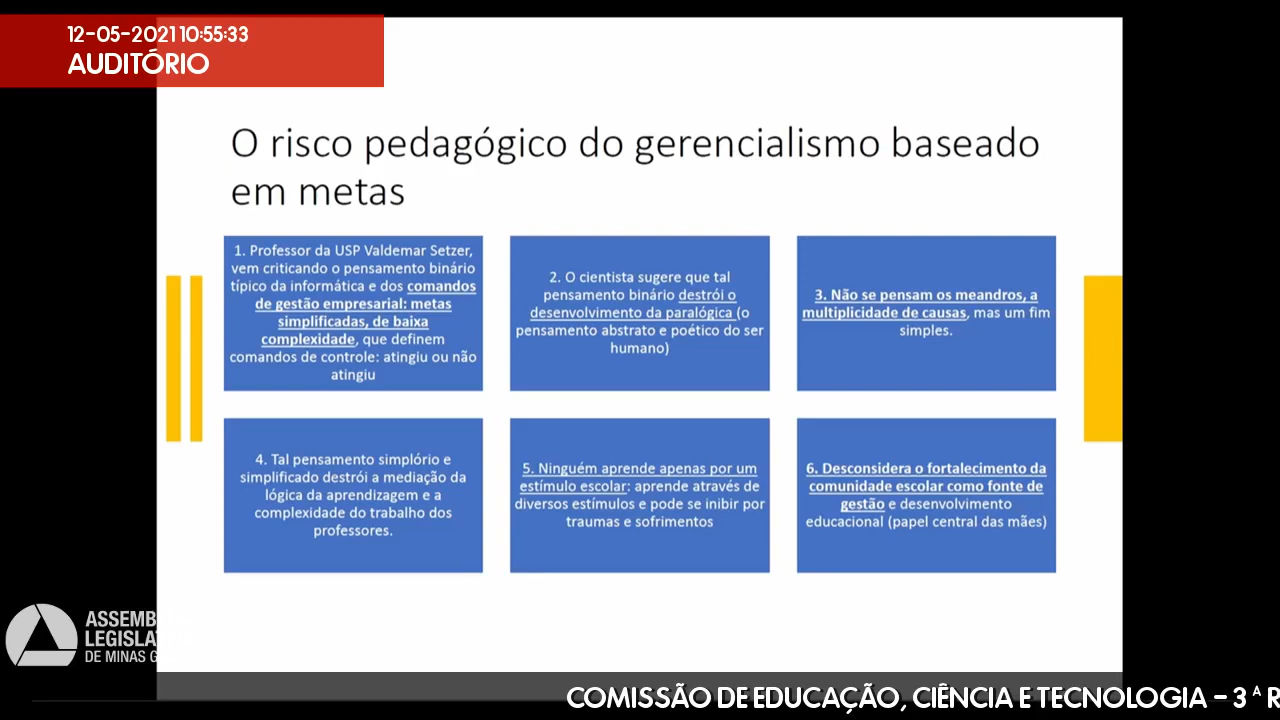 12-05-2021 10:55:33
AUDITÓRIO
O risco pedagógico do gerencialismo baseado
em metas
1. Professor da USP Valdemar Setzer,
vem criticando o pensamento binário
típico da informática e dos comandos
de gestão empresarial: metas
simplificadas, de baixa
complexidade, que definem
comandos de controle: atingiu ou não
atingiu
2. O cientista sugere que tal
pensamento binário destrói o
desenvolvimento da paralógica (o
pensamento abstrato e poético do ser
humano)
3. Não se pensam os meandros, a
multiplicidade de causas, mas um fim
simples.
4. Tal pensamento simplório e
simplificado destrói a mediação da
lógica da aprendizagem e a
complexidade do trabalho dos
professores.
5. Ninguém aprende apenas por um
estímulo escolar: aprende através de
diversos estímulos e pode se inibir por
traumas e sofrimentos
6. Desconsidera o fortalecimento da
comunidade escolar como fonte de
gestão e desenvolvimento
educacional (papel central das mães)
ASSEMB
LEGISLAT
DE MINAS G
COMISSÃO DE EDUCAÇÃO, CIÊNCIA E TECNOLOGIA - 3ª R